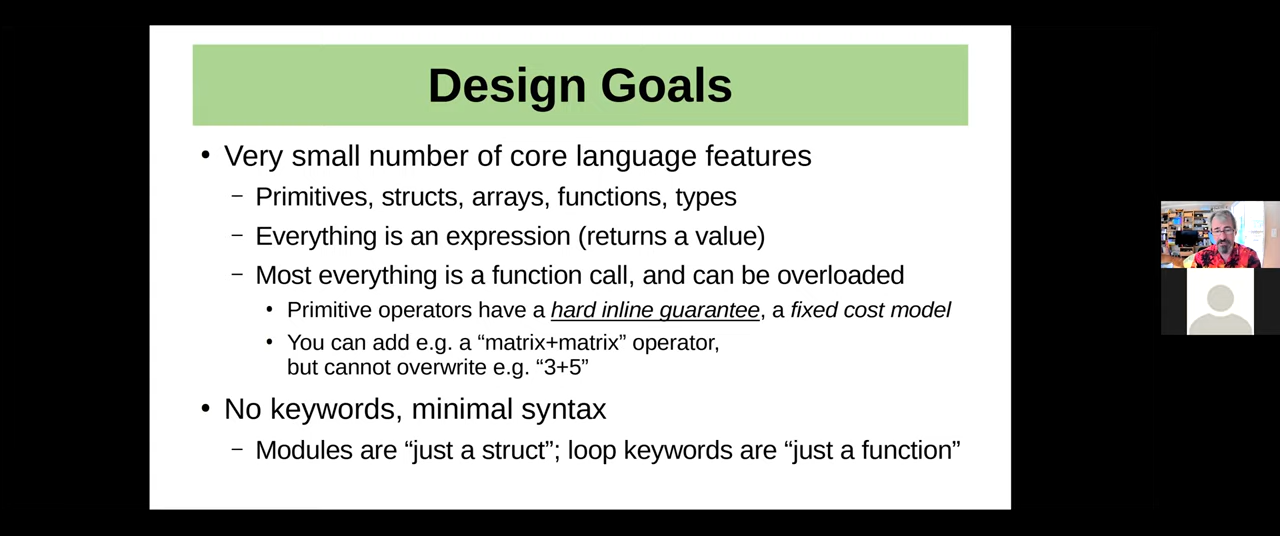 Design Goals
• Very small number of core language features
– Primitives, structs, arrays, functions, types
– Everything is an expression (returns a value)
– Most everything is a function call, and can be overloaded
• Primitive operators have a hard inline guarantee, a fixed cost model
• You can add e.g. a “matrix+matrix” operator,
but cannot overwrite e.g. “3+5”
• No keywords, minimal syntax
– Modules are “just a struct”; loop keywords are “just a function”